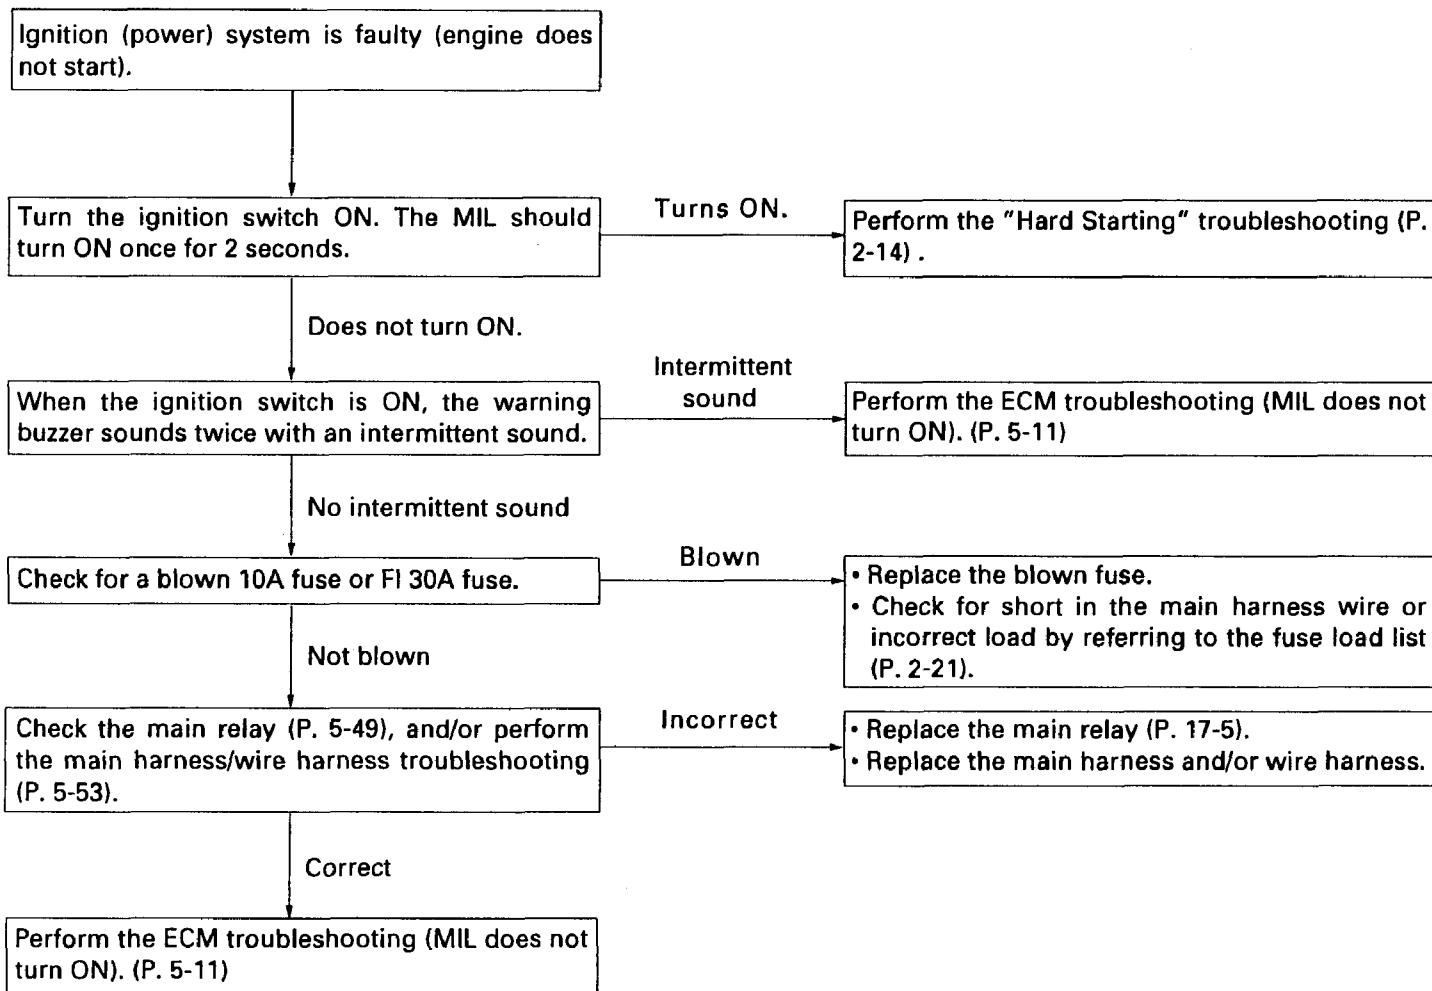 Ignition (power) system is faulty (engine does
not start).
Turn the ignition switch ON. The MIL should
turn ON once for 2 seconds.
Turns ON.
Perform the "Hard Starting" troubleshooting (P.
2-14) .
Does not turn ON.
When the ignition switch is ON, the warning
buzzer sounds twice with an intermittent sound.
Intermittent
sound
Perform the ECM troubleshooting (MIL does not
turn ON). (P. 5-11)
No intermittent sound
Check for a blown 10A fuse or FI 30A fuse.
Blown
• Replace the blown fuse.
• Check for short in the main harness wire or
incorrect load by referring to the fuse load list
(P. 2-21).
Not blown
Check the main relay (P. 5-49), and/or perform
the main harness/wire harness troubleshooting
(P. 5-53).
Incorrect
• Replace the main relay (P. 17-5).
• Replace the main harness and/or wire harness.
Correct
Perform the ECM troubleshooting (MIL does not
turn ON). (P. 5-11)